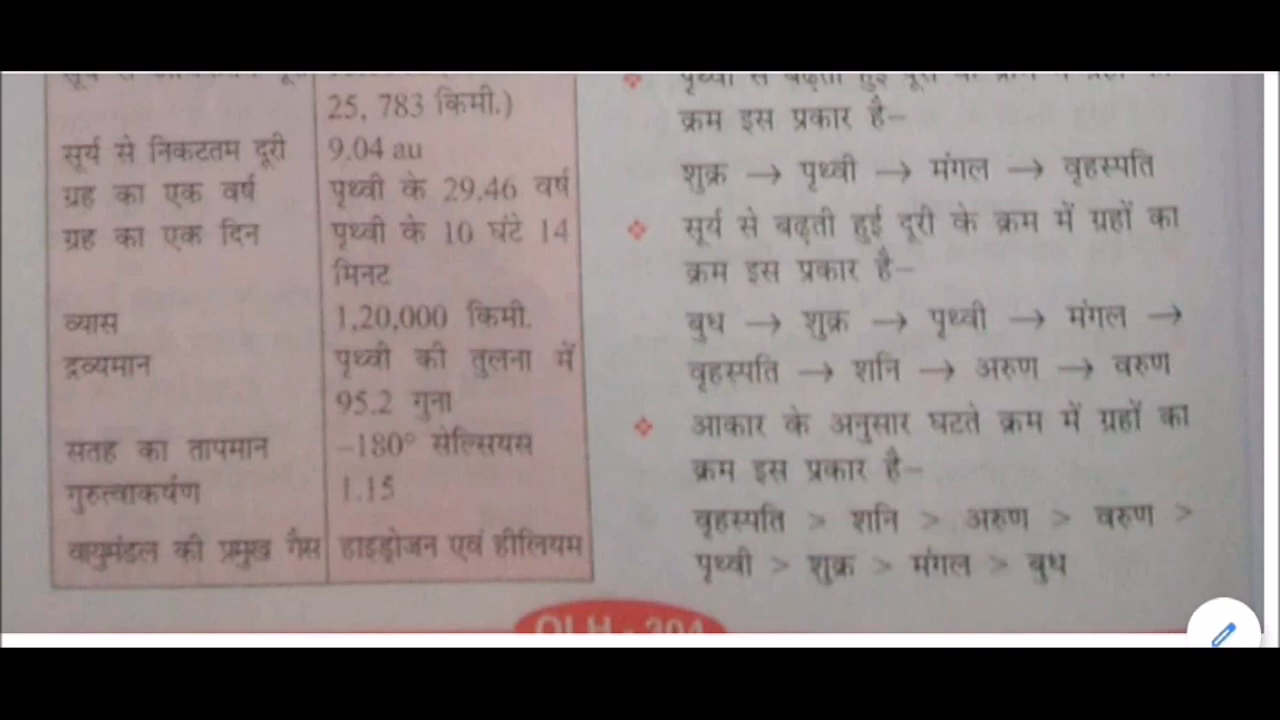 25, 783 किमी.)
सूर्य से निकटतम दूरी 9.04 au
ग्रह का एक वर्ष पृथ्वी के 29.46 वर्ष
ग्रह का एक दिन पृथ्वी के 10 घंटे 14
मिनट
व्यास 1,20,000 किमी.
द्रव्यमान पृथ्वी की तुलना में
95.2 गुना
सतह का तापमान –180° सेल्सियस
गुरुत्वाकर्षण 1.15
वायुमंडल की प्रमुख गैस हाइड्रोजन एवं हीलियम
क्रम इस प्रकार है–
शुक्र → पृथ्वी → मंगल → वृहस्पति
❖ सूर्य से बढ़ती हुई दूरी के क्रम में ग्रहों का
क्रम इस प्रकार है–
बुध → शुक्र → पृथ्वी → मंगल →
वृहस्पति → शनि → अरुण → वरुण
❖ आकार के अनुसार घटते क्रम में ग्रहों का
क्रम इस प्रकार है–
वृहस्पति > शनि > अरुण > वरुण >
पृथ्वी > शुक्र > मंगल > बुध